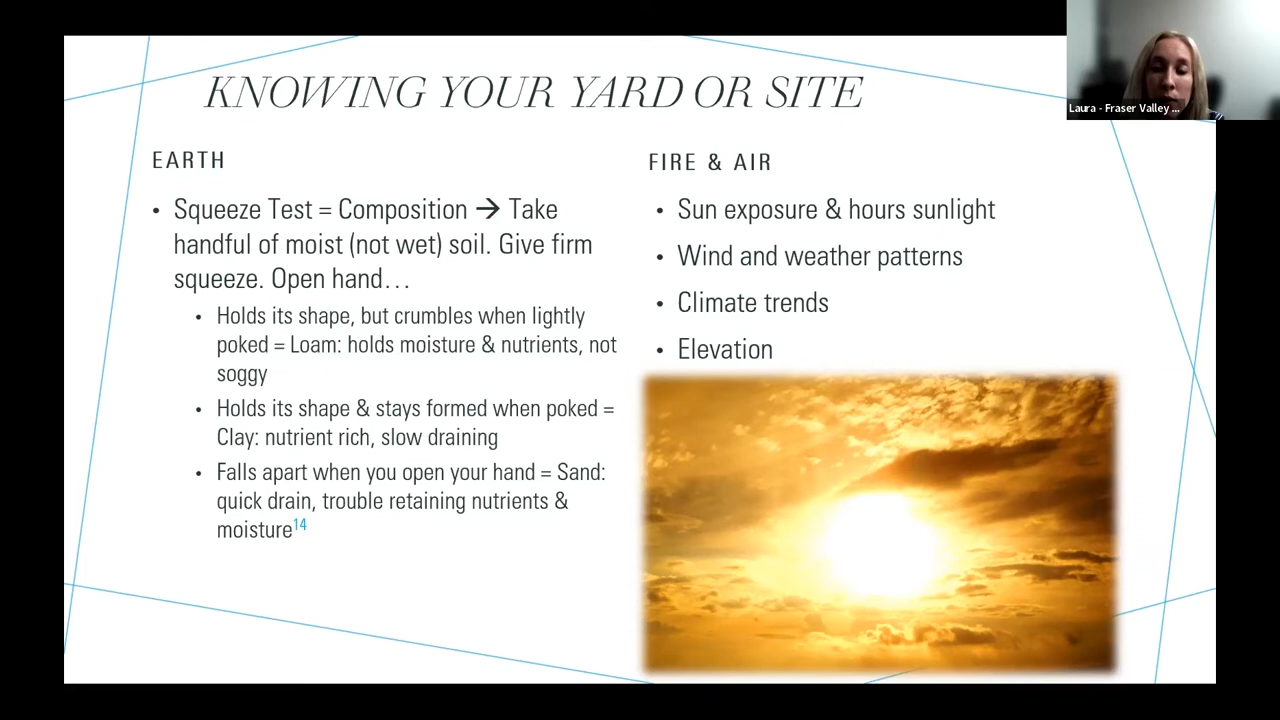 KNOWING YOUR YARD OR SITE
EARTH
• Squeeze Test = Composition → Take
handful of moist (not wet) soil. Give firm
squeeze. Open hand…
• Holds its shape, but crumbles when lightly
poked = Loam: holds moisture & nutrients, not
soggy
• Holds its shape & stays formed when poked =
Clay: nutrient rich, slow draining
• Falls apart when you open your hand = Sand:
quick drain, trouble retaining nutrients &
moisture14
FIRE & AIR
• Sun exposure & hours sunlight
• Wind and weather patterns
• Climate trends
• Elevation
Laura - Fraser Valley ...